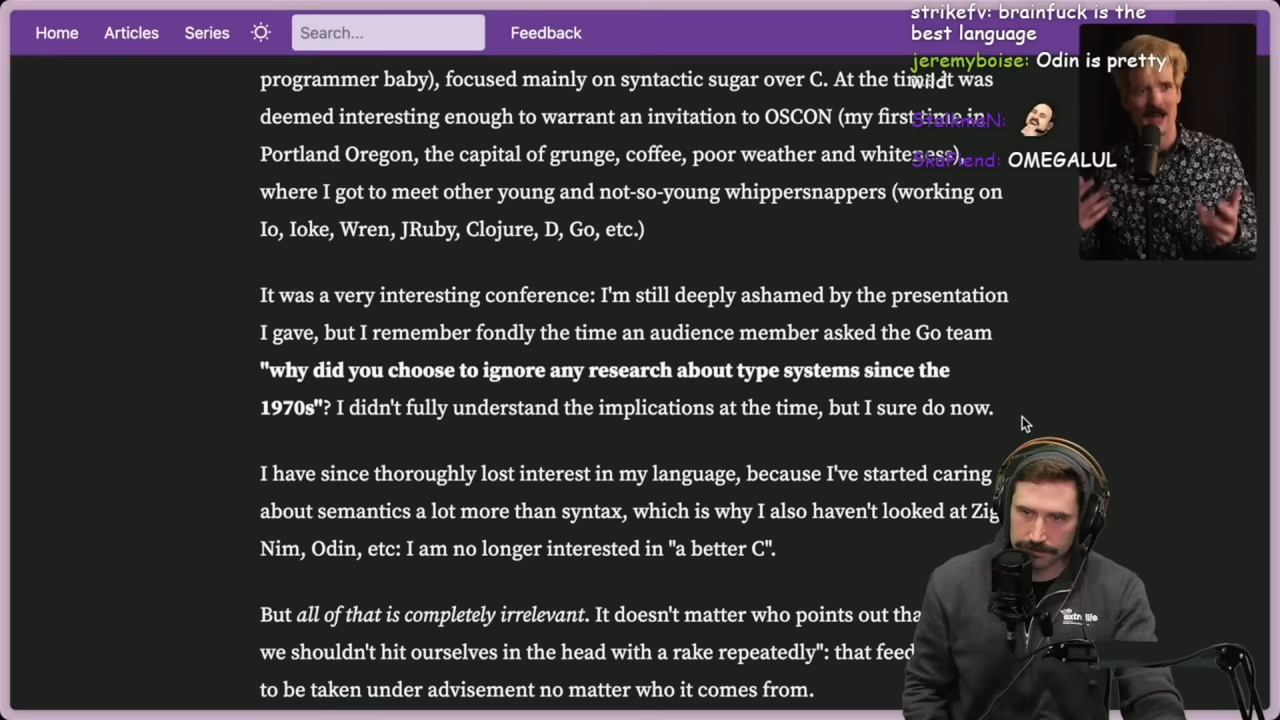 Home
Articles
Series
Search...
Feedback
strikefv: brainfuck is the
best language
jeremyboise: Odin is pretty
wild
StalkmaN:
SkaFiend: OMEGALUL
programmer baby), focused mainly on syntactic sugar over C. At the time it was
deemed interesting enough to warrant an invitation to OSCON (my first time in
Portland Oregon, the capital of grunge, coffee, poor weather and whiteness),
where I got to meet other young and not-so-young whippersnappers (working on
Io, Ioke, Wren, JRuby, Clojure, D, Go, etc.)
It was a very interesting conference: I'm still deeply ashamed by the presentation
I gave, but I remember fondly the time an audience member asked the Go team
"why did you choose to ignore any research about type systems since the
1970s"? I didn't fully understand the implications at the time, but I sure do now.
I have since thoroughly lost interest in my language, because I've started caring
about semantics a lot more than syntax, which is why I also haven't looked at Zig
Nim, Odin, etc: I am no longer interested in "a better C".
But all of that is completely irrelevant. It doesn't matter who points out
we shouldn't hit ourselves in the head with a rake repeatedly": that
to be taken under advisement no matter who it comes from.
extra life